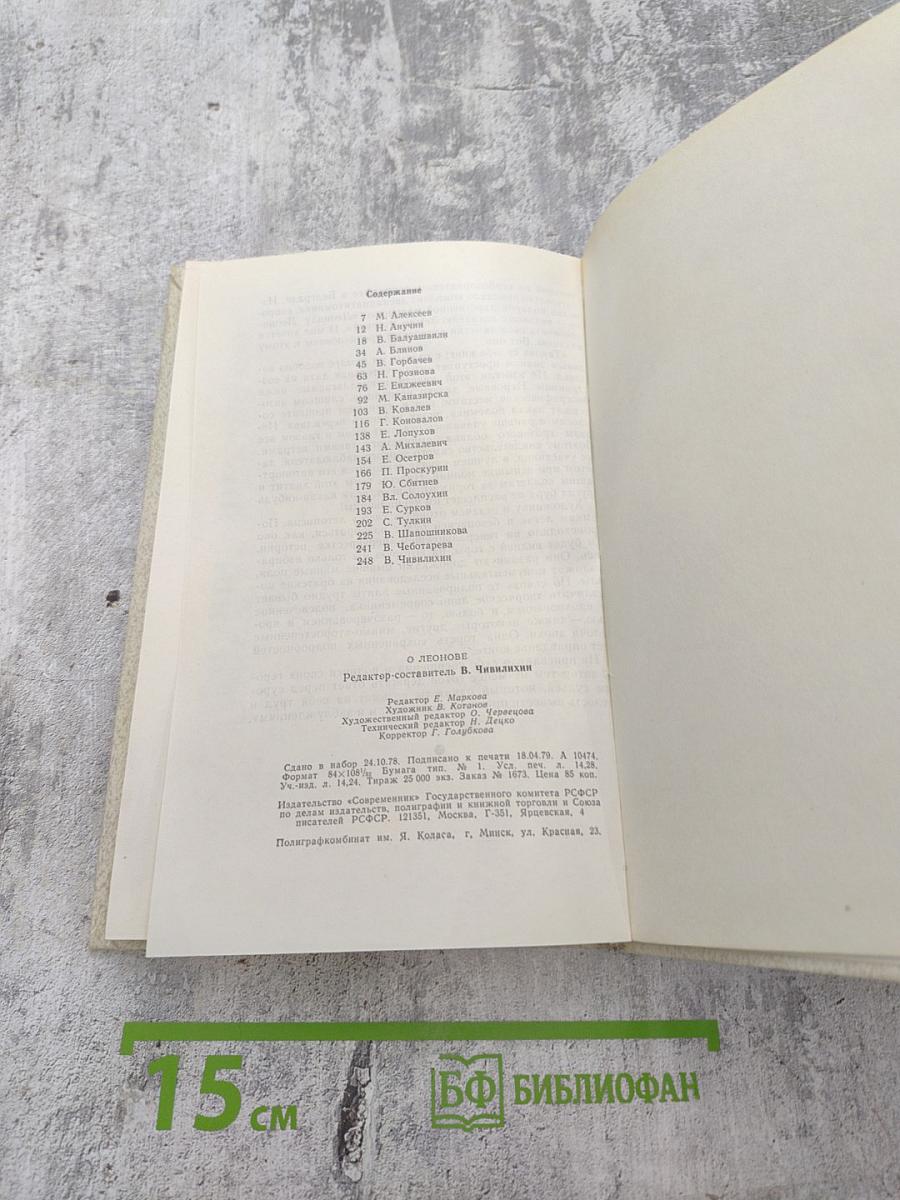 Содержание
7 М. Алексеев
12 Н. Анучин
18 В. Балуашвили
34 А. Блинов
45 В. Горбачев
63 Н. Грознова
76 Е. Енджеевич
92 М. Каназирска
103 В. Ковалев
116 Г. Коновалов
138 Е. Лопухов
143 А. Михалевич
154 Е. Осетров
166 П. Проскурин
179 Ю. Сбитнев
184 Вл. Солоухин
193 Е. Сурков
202 С. Тулкин
225 В. Шапошникова
241 В. Чеботарева
248 В. Чивилихин
О ЛЕОНОВЕ
Редактор-составитель В. Чивилихин
Редактор Е. Маркова
Художник В. Котанов
Художественный редактор О. Червецова
Технический редактор Н. Децко
Корректор Г. Голубкова
Сдано в набор 24.10.78. Подписано к печати 18.04.79. А 10474.
Формат 84×108¹/₃₂ Бумага тип. № 1. Усл. печ. л. 14,28.
Уч.-изд. л. 14,24. Тираж 25 000 экз. Заказ № 1673. Цена 85 коп.
Издательство «Современник» Государственного комитета РСФСР
по делам издательств, полиграфии и книжной торговли и Союза
писателей РСФСР. 121351, Москва, Г-351, Ярцевская, 4
Полиграфкомбинат им. Я. Коласа, г, Минск, ул. Красная, 23.
15 см
БФ БИБЛИОФАН